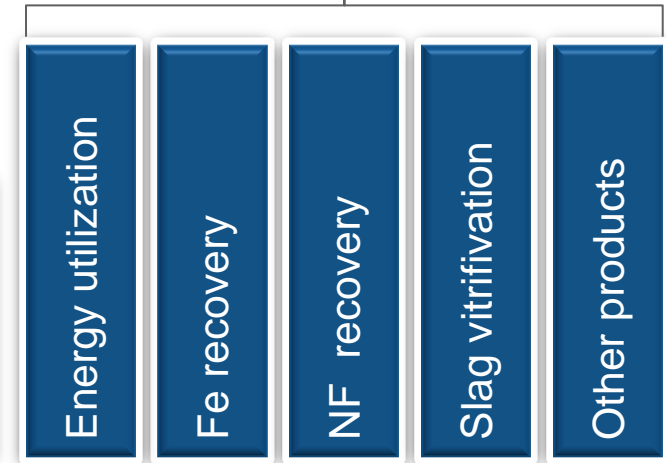 Energy utilization
Fe recovery
NF recovery
Slag vitrifivation
Other products